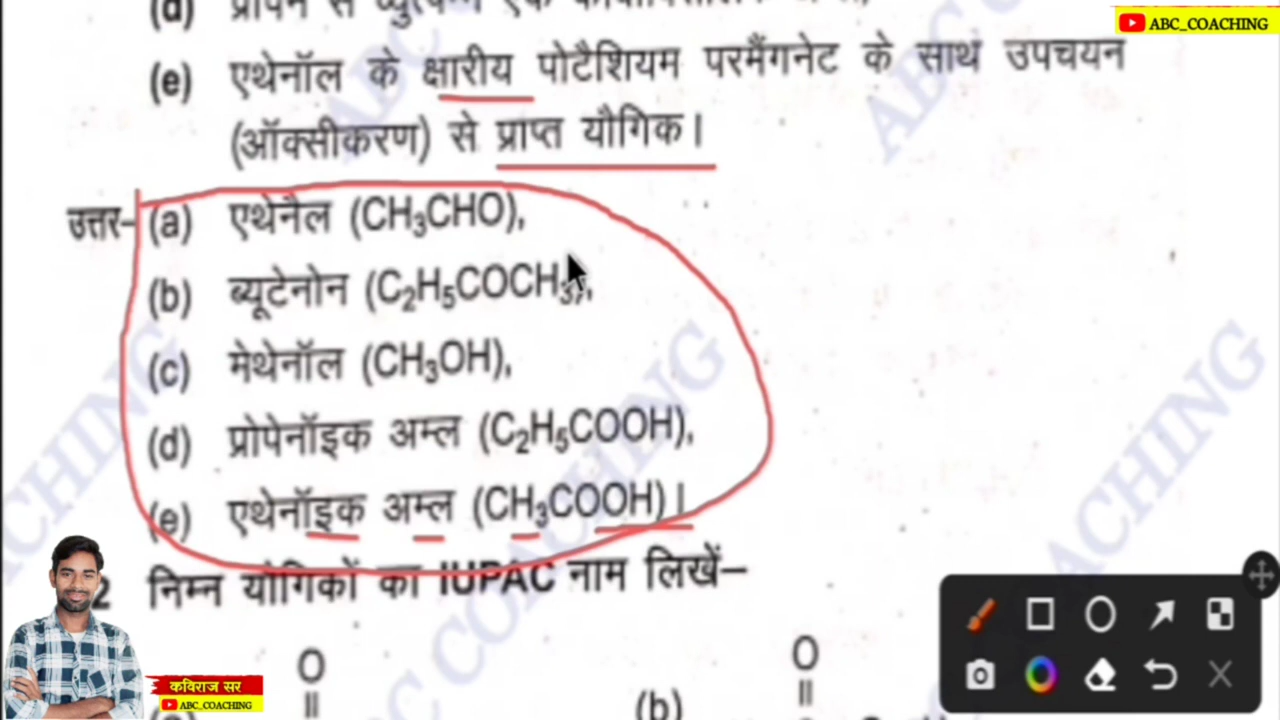 ABC_COACHING
(e) एथेनॉल के क्षारीय पोटैशियम परमैंगनेट के साथ उपचयन
(ऑक्सीकरण) से प्राप्त यौगिक।
उत्तर- (a) एथेनैल (CH₃CHO),
(b) ब्यूटेनोन (C₂H₅COCH₃),
(c) मेथेनॉल (CH₃OH),
(d) प्रोपेनॉइक अम्ल (C₂H₅COOH),
(e) एथेनॉइक अम्ल (CH₃COOH)।
2 निम्न यौगिकों का IUPAC नाम लिखें–
O O
(b)
कविराज सर
ABC_COACHING